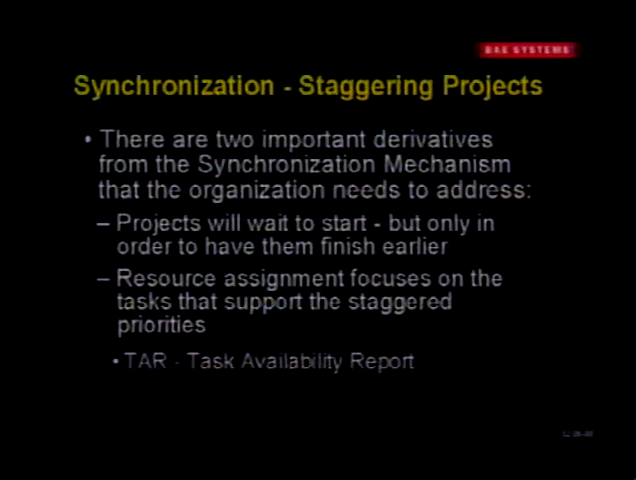 BAE SYSTEMS
Synchronization - Staggering Projects
• There are two important derivatives
from the Synchronization Mechanism
that the organization needs to address:
– Projects will wait to start - but only in
order to have them finish earlier
– Resource assignment focuses on the
tasks that support the staggered
priorities
• TAR - Task Availability Report